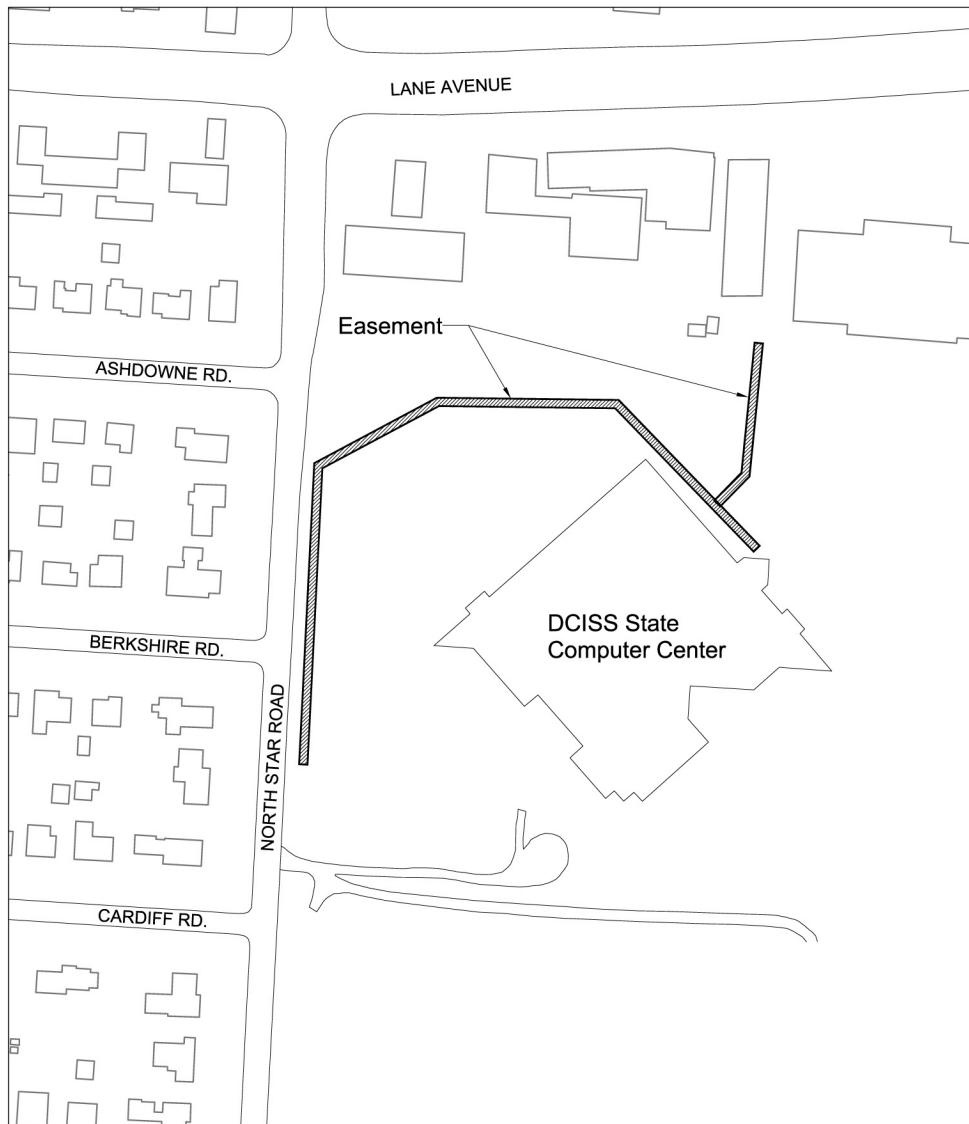 LANE AVENUE
Easement
ASHDOWNE RD.
DCISS State
Computer Center
BERKSHIRE RD.
NORTH STAR ROAD
CARDIFF RD.